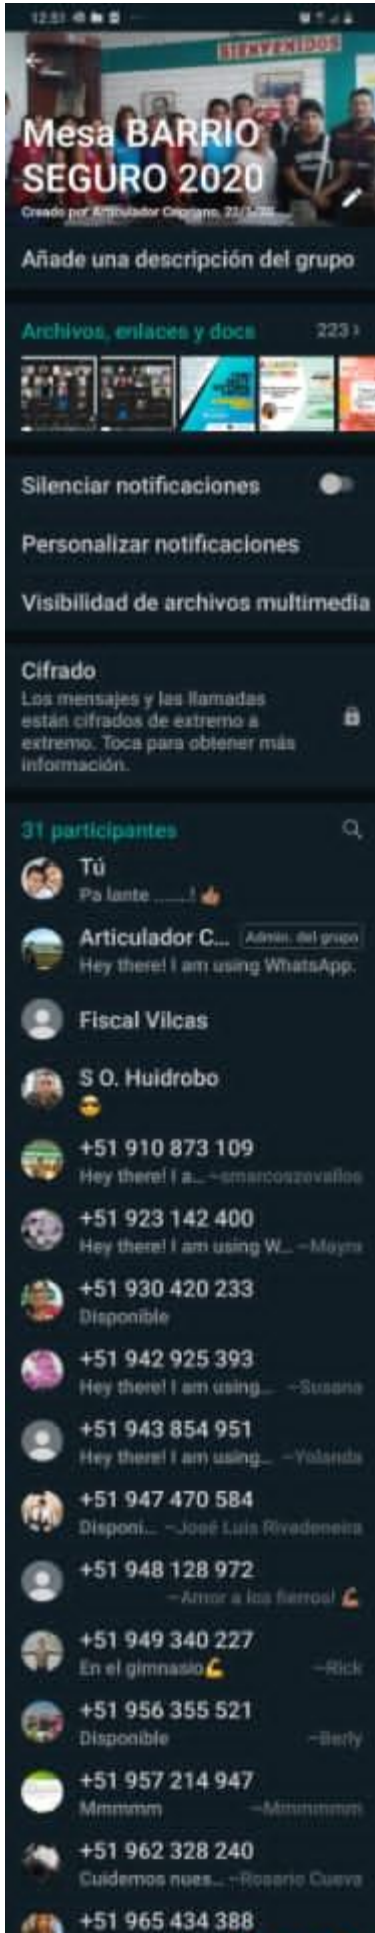 12:51
BIENVENIDOS
Mesa BARRIO
SEGURO 2020
Creado por Articulador Cipriano,
Añade una descripción del grupo
Archivos, enlaces y docs 223 >
Silenciar notificaciones
Personalizar notificaciones
Visibilidad de archivos multimedia
Cifrado
Los mensajes y las llamadas
están cifrados de extremo a
extremo. Toca para obtener más
información.
31 participantes
Tú
Pa lante ......! 👍🏽
Articulador C... Admin. del grupo
Hey there! I am using WhatsApp.
Fiscal Vilcas
S O. Huidrobo
😎
+51 910 873 109
Hey there! I a... ~smarcoszevallos
+51 923 142 400
Hey there! I am using W... ~Mayra
+51 930 420 233
Disponible
+51 942 925 393
Hey there! I am using... ~Susana
+51 943 854 951
Hey there! I am using... ~Yolanda
+51 947 470 584
Disponi... ~José Luis Rivadeneira
+51 948 128 972
~Amor a los fierros! 💪🏽
+51 949 340 227
En el gimnasio💪 ~Rick
+51 956 355 521
Disponible ~Berly
+51 957 214 947
Mmmmm ~Mmmmmmm
+51 962 328 240
Cuidemos nues... ~Rosario Cueva
+51 965 434 388